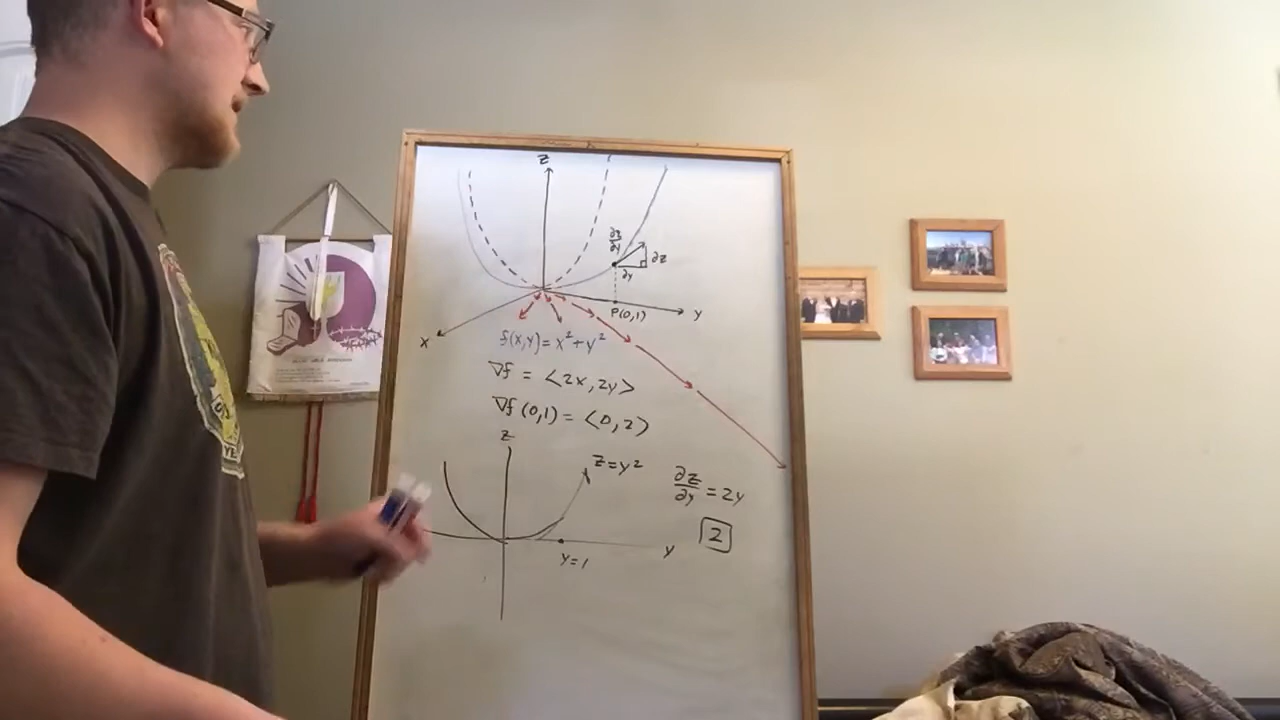 z
∂z/∂y
∂z
∂y
P(0,1)
y
x
f(x,y) = x² + y²
∇f = <2x, 2y>
∇f(0,1) = <0, 2>
z
z=y²
∂z/∂y = 2y
2
y
y=1